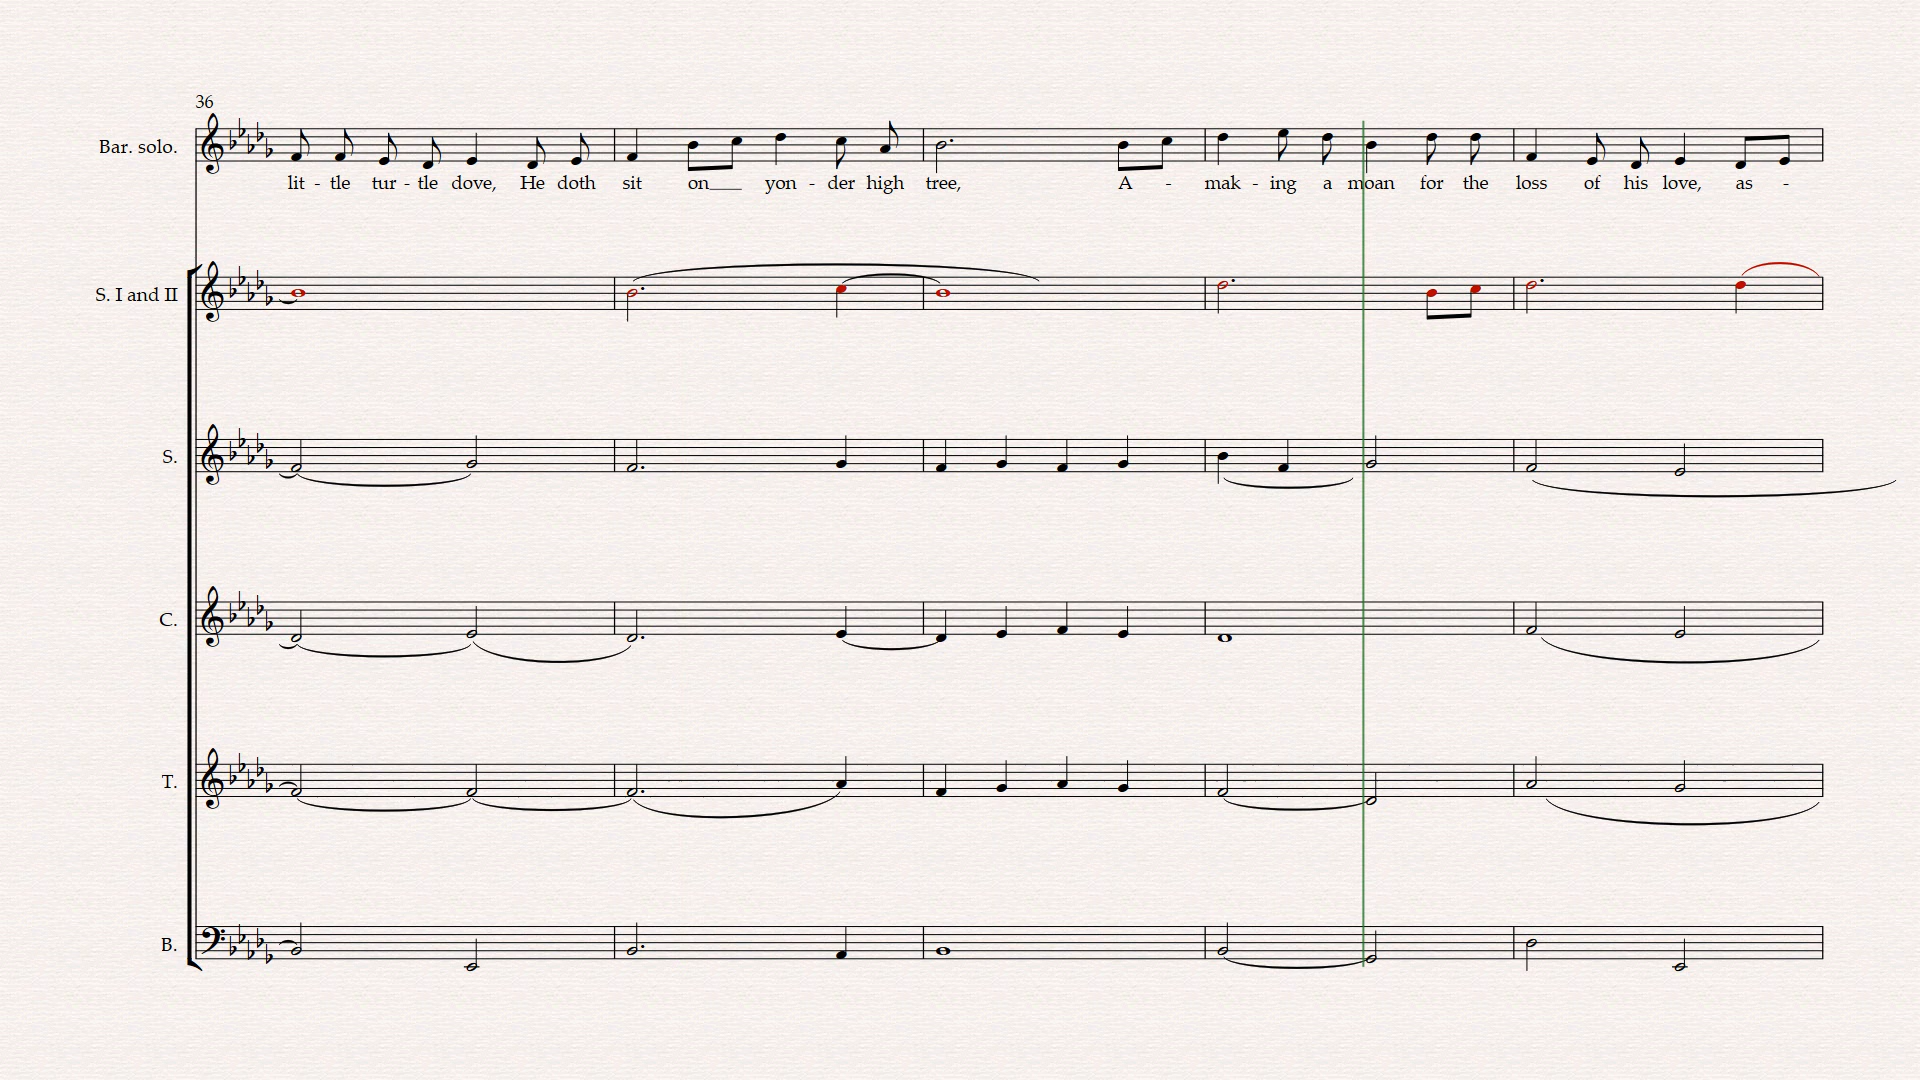 36
Bar. solo.
lit - tle tur - tle dove, He doth sit on___ yon - der high tree, A - mak - ing a moan for the loss of his love, as -
S. I and II
S.
C.
T.
B.